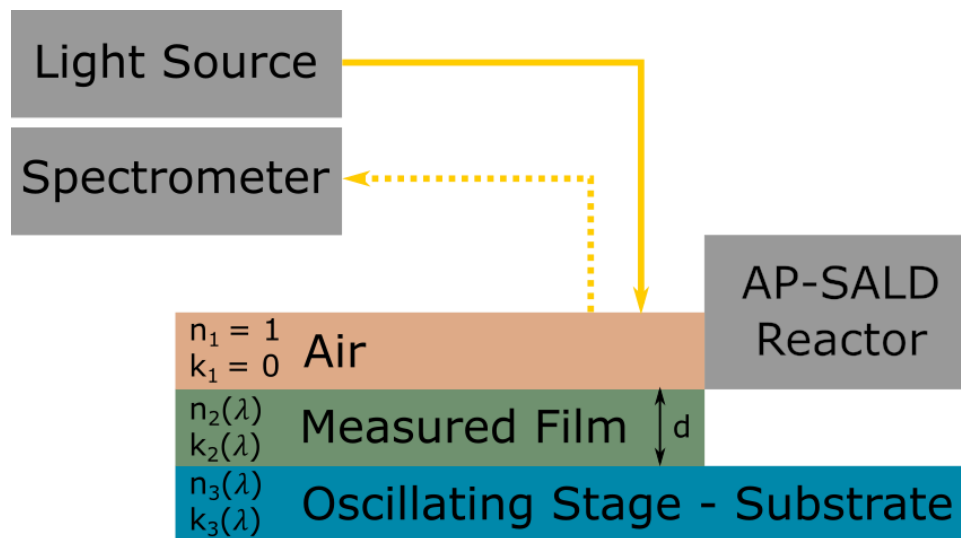 Light Source
Spectrometer
AP-SALD
Reactor
n₁ = 1
k₁ = 0
Air
n₂(λ)
k₂(λ)
Measured Film
d
n₃(λ)
k₃(λ)
Oscillating Stage - Substrate